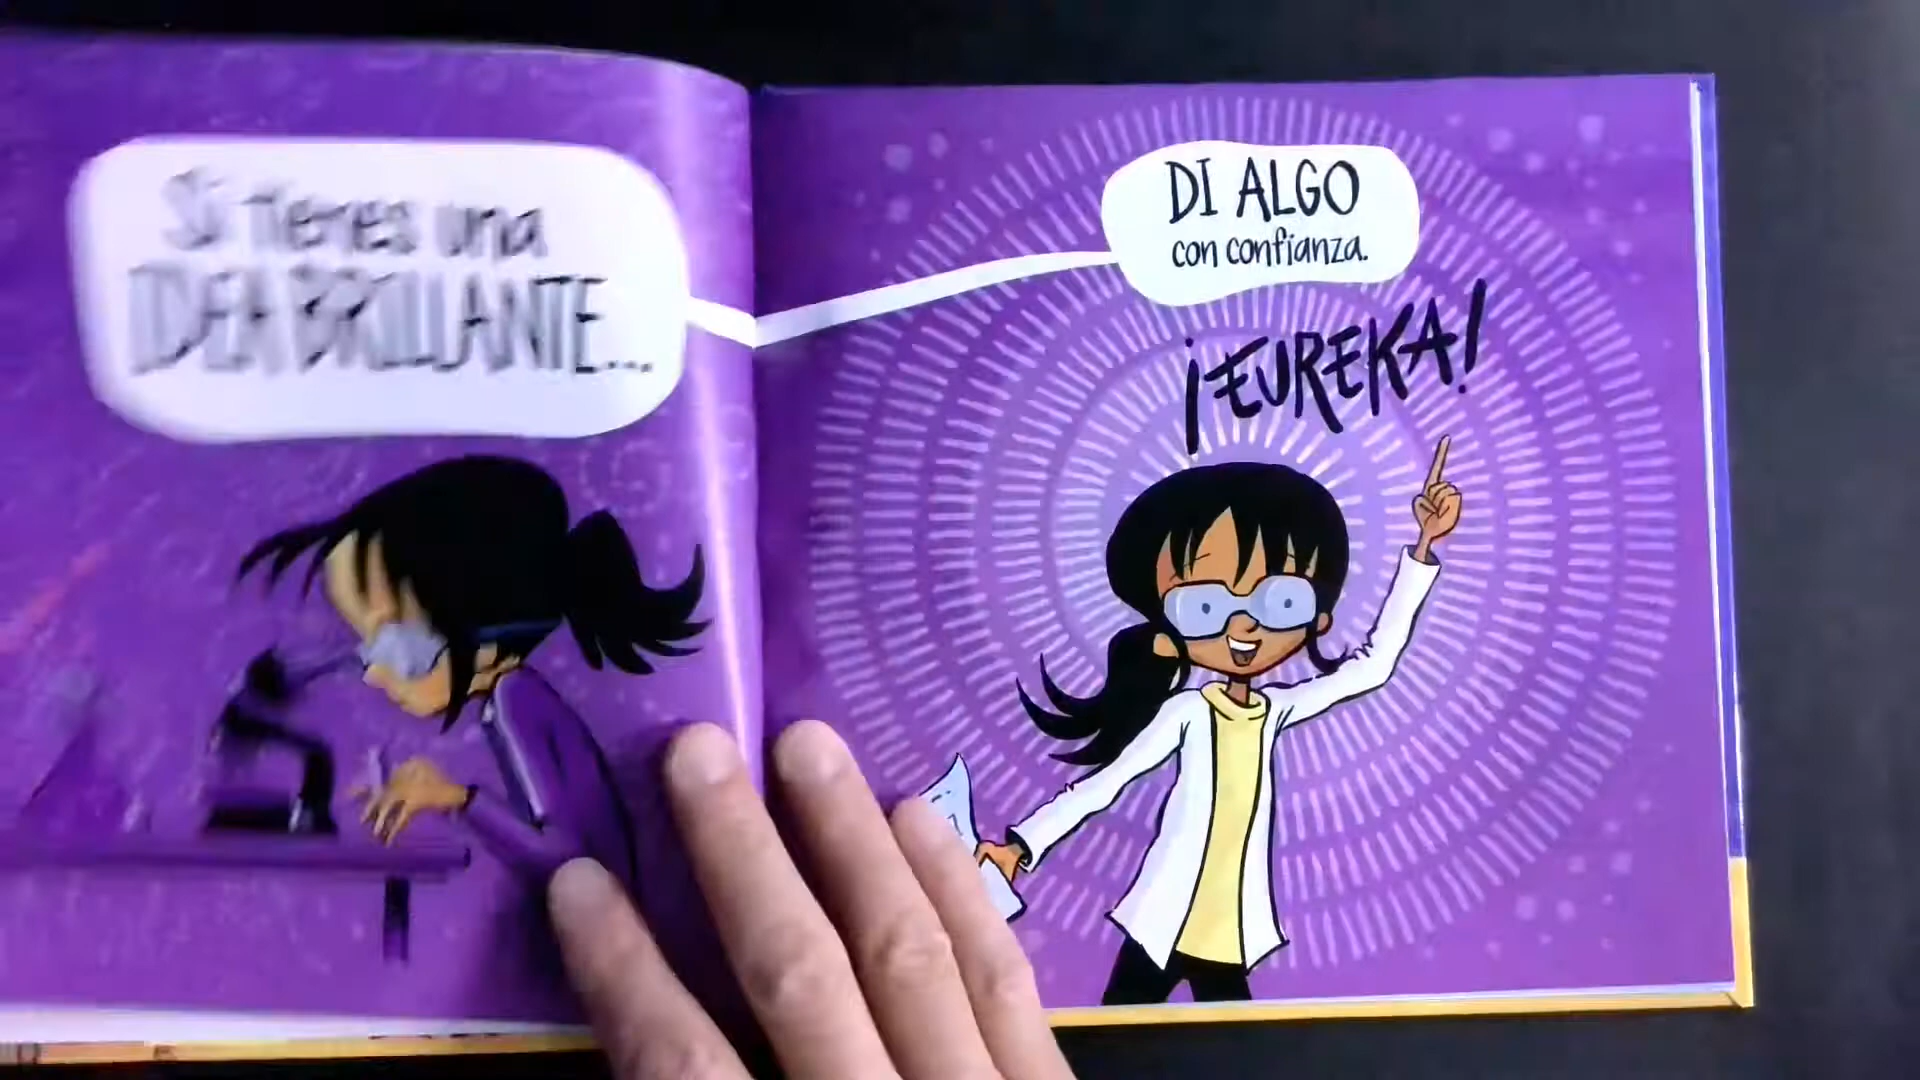 Si tienes una
IDEA BRILLANTE...
DI ALGO
con confianza.
¡EUREKA!